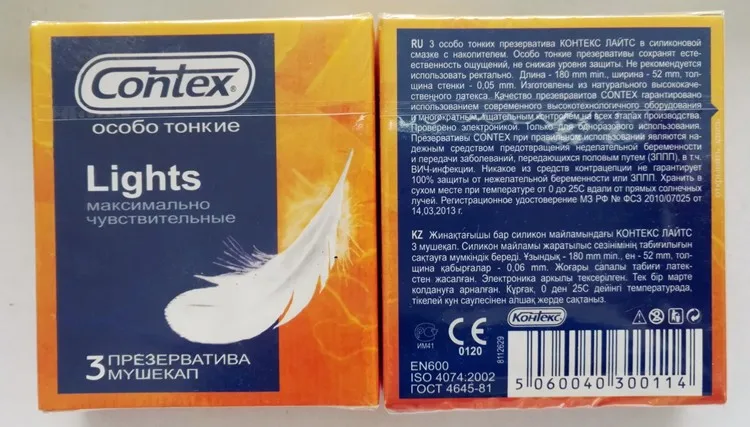 Contex®
особо тонкие
Lights
максимально
чувствительные
3 ПРЕЗЕРВАТИВА
МҮШЕКАП
RU 3 особо тонких презерватива КОНТЕКС ЛАЙТС в силиконовой
смазке с накопителем. Особо тонкие презервативы сохранят есте-
ственность ощущений, не снижая уровня защиты. Не рекомендуется
использовать ректально. Длина - 180 mm min., ширина - 52 mm, тол-
щина стенки - 0,05 mm. Изготовлены из натурального высококаче-
ственного латекса. Качество презервативов CONTEX гарантировано
использованием современного высокотехнологичного оборудования
и многократным, тщательным контролем на всех этапах производства.
Проверено электроникой. Только для одноразового использования.
Презервативы CONTEX при правильном использовании являются на-
дежным средством предотвращения нежелательной беременности
и передачи заболеваний, передающихся половым путем (ЗППП), в т.ч.
ВИЧ-инфекции. Никакое из средств контрацепции не гарантирует
100% защиты от нежелательной беременности или ЗППП. Хранить в
сухом месте при температуре от 0 до 25С вдали от прямых солнечных
лучей. Регистрационное удостоверение МЗ РФ № ФСЗ 2010/07025 от
14,03,2013 г.
KZ Жинақтағышы бар силикон майламындағы КОНТЕКС ЛАЙТС
3 мүшекап. Силикон майламы жаратылыс сезімінің табиғилығын
сақтауға мүмкіндік береді. Ұзындық - 180 mm min., ен - 52 mm, тол-
щина қабырғалар - 0,06 mm. Жоғары сапалы табиғи латек-
стен жасалған. Электроника арқылы тексерілген. Тек бір марте
колдануға арналған. Құрғақ, 0 ден 25С дейінгі температурада,
тікелей кун саулесінен алшақ жерде сақтаңыз.
Контекс®
ИМ41
CE
0120
8112629
EN600
ISO 4074:2002
ГОСТ 4645-81
5 060040 300114
открывать здесь